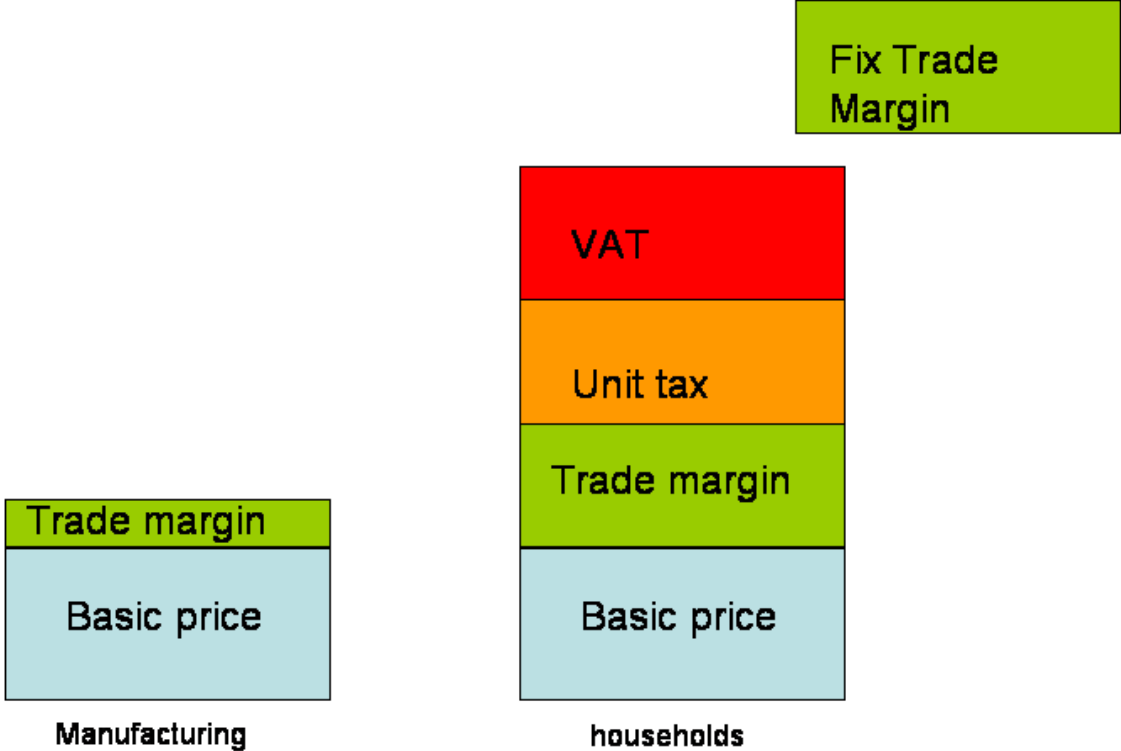 Fix Trade
Margin
VAT
Unit tax
Trade margin
Trade margin
Basic price
Basic price
Manufacturing
households